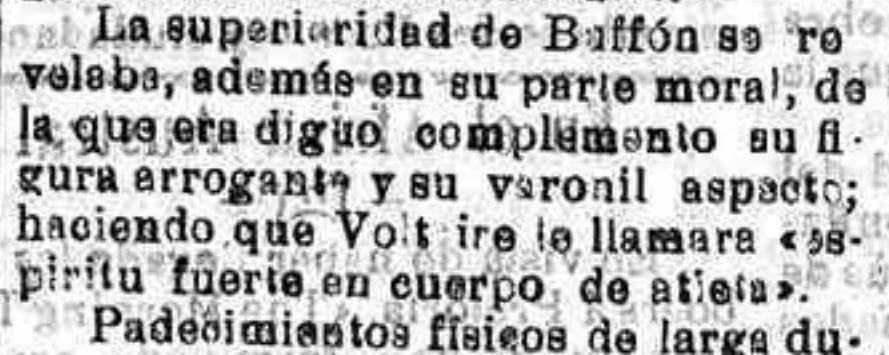 La superioridad de Buffón se re
velaba, además en su parte moral, de
la que era digno complemento su fi-
gura arrogante y su varonil aspecto;
haciendo que Volt ire le llamara «es-
píritu fuerte en cuerpo de atleta».
Padecimientos físicos de larga du-